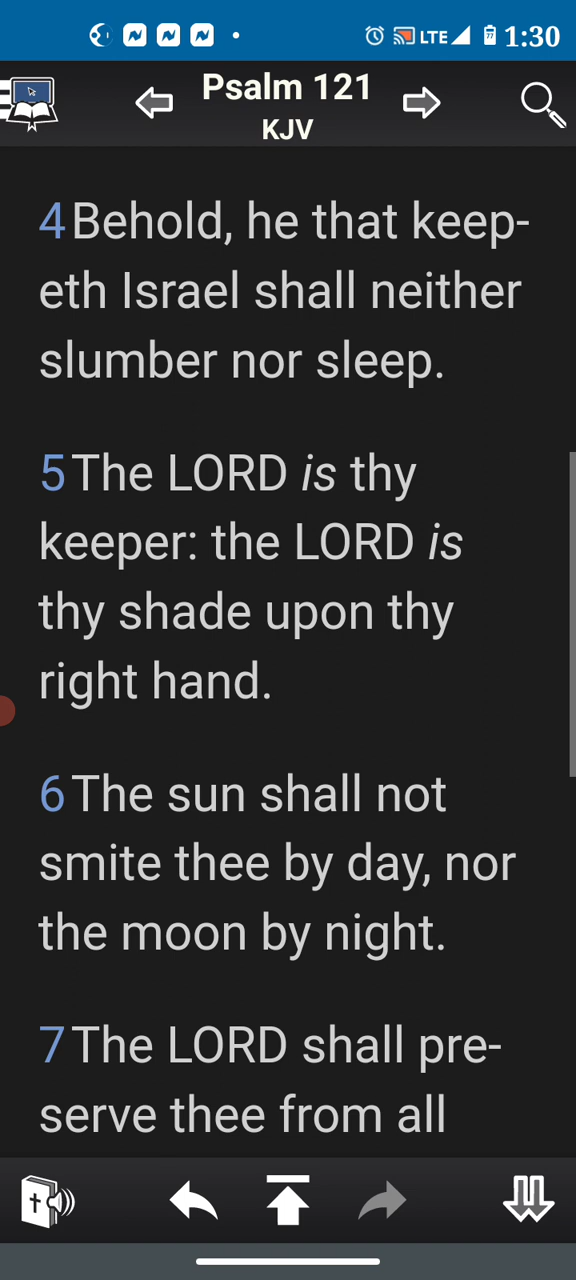 LTE 77 1:30
Psalm 121
KJV
4 Behold, he that keep-
eth Israel shall neither
slumber nor sleep.
5 The LORD is thy
keeper: the LORD is
thy shade upon thy
right hand.
6 The sun shall not
smite thee by day, nor
the moon by night.
7 The LORD shall pre-
serve thee from all